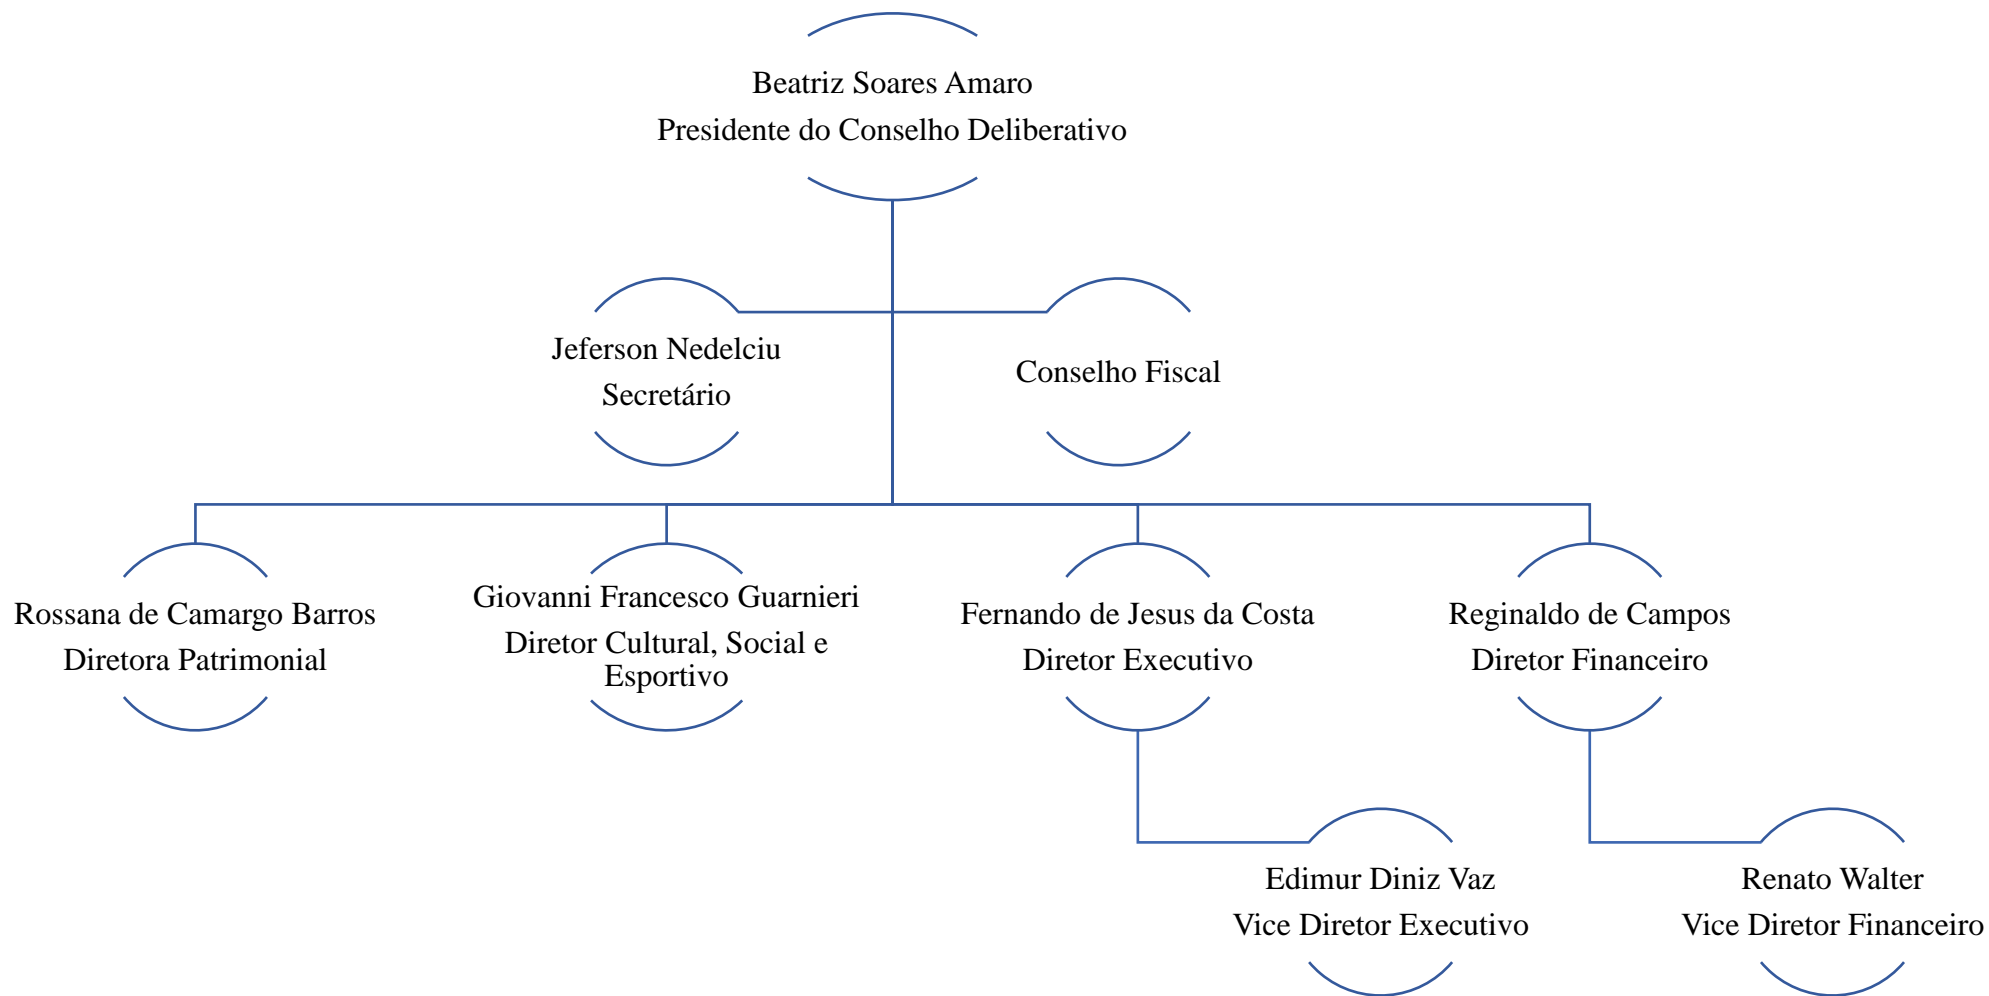 Beatriz Soares Amaro
Presidente do Conselho Deliberativo
Jeferson Nedelciu
Secretário
Conselho Fiscal
Rossana de Camargo Barros
Diretora Patrimonial
Giovanni Francesco Guarnieri
Diretor Cultural, Social e
Esportivo
Fernando de Jesus da Costa
Diretor Executivo
Reginaldo de Campos
Diretor Financeiro
Edimur Diniz Vaz
Vice Diretor Executivo
Renato Walter
Vice Diretor Financeiro